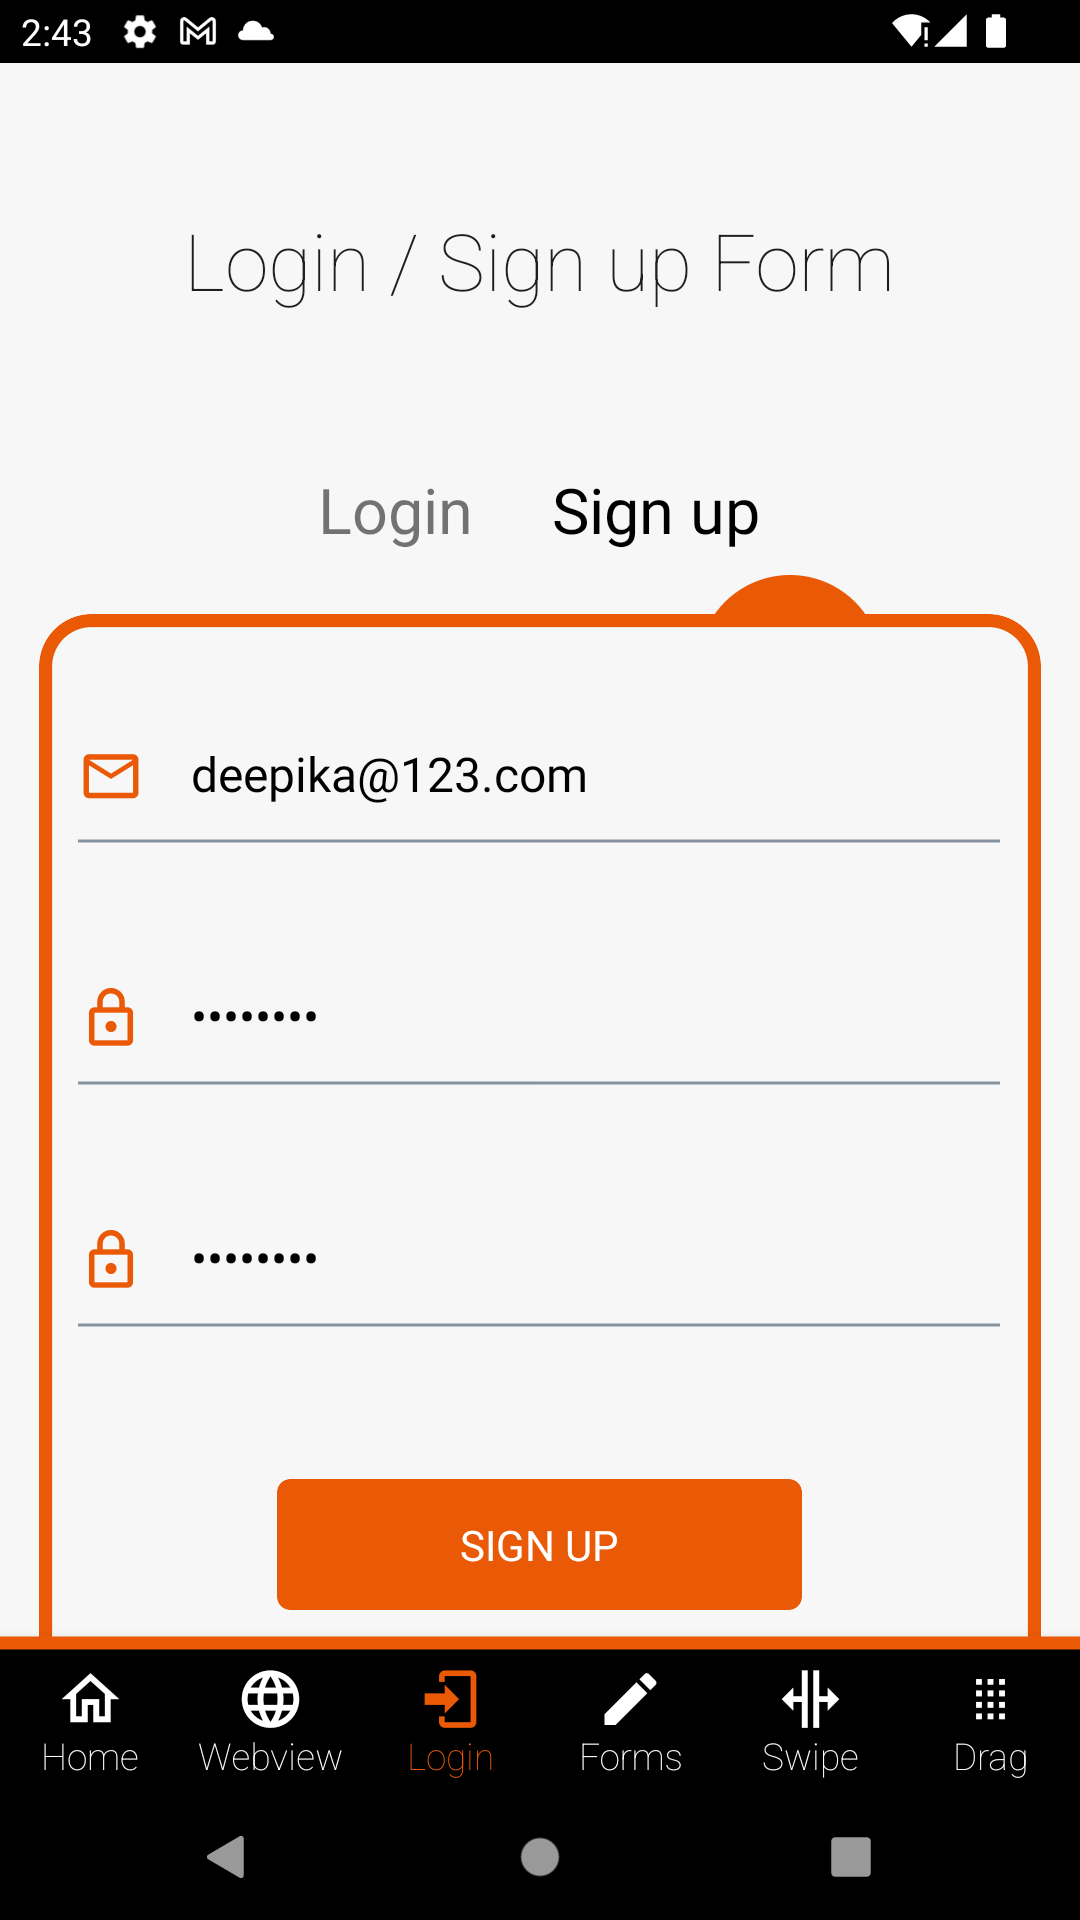 2:43
Login / Sign up Form
Login Sign up
deepika@123.com
••••••••
••••••••
SIGN UP
Home Webview Login Forms Swipe Drag